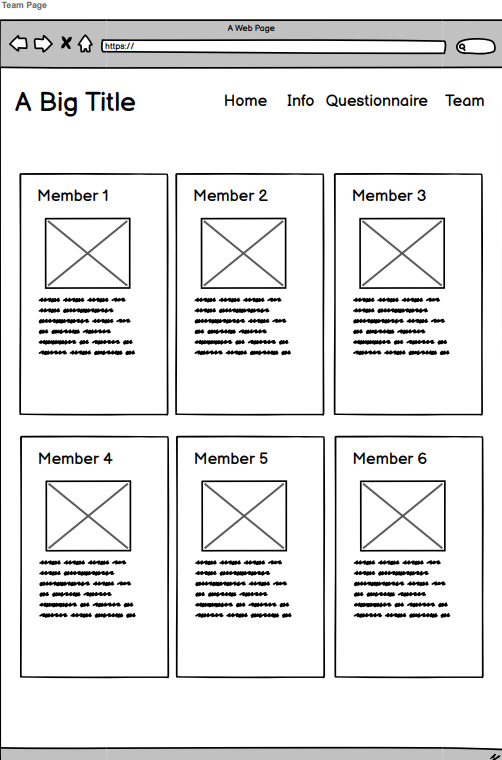 Team Page
A Web Page
https://
A Big Title
Home Info Questionnaire Team
Member 1 Member 2 Member 3
Member 4 Member 5 Member 6